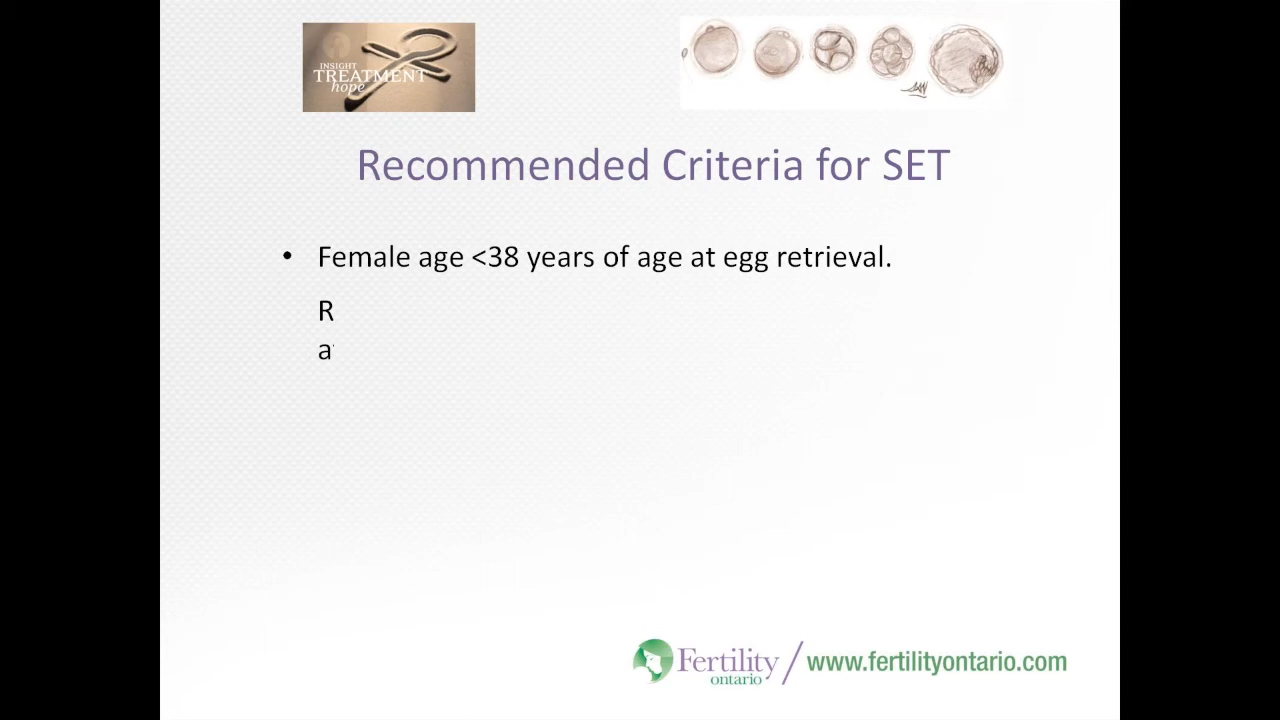 INSIGHT
TREATMENT
hope
Recommended Criteria for SET
• Female age <38 years of age at egg retrieval.
R
a
Fertility
ontario
www.fertilityontario.com